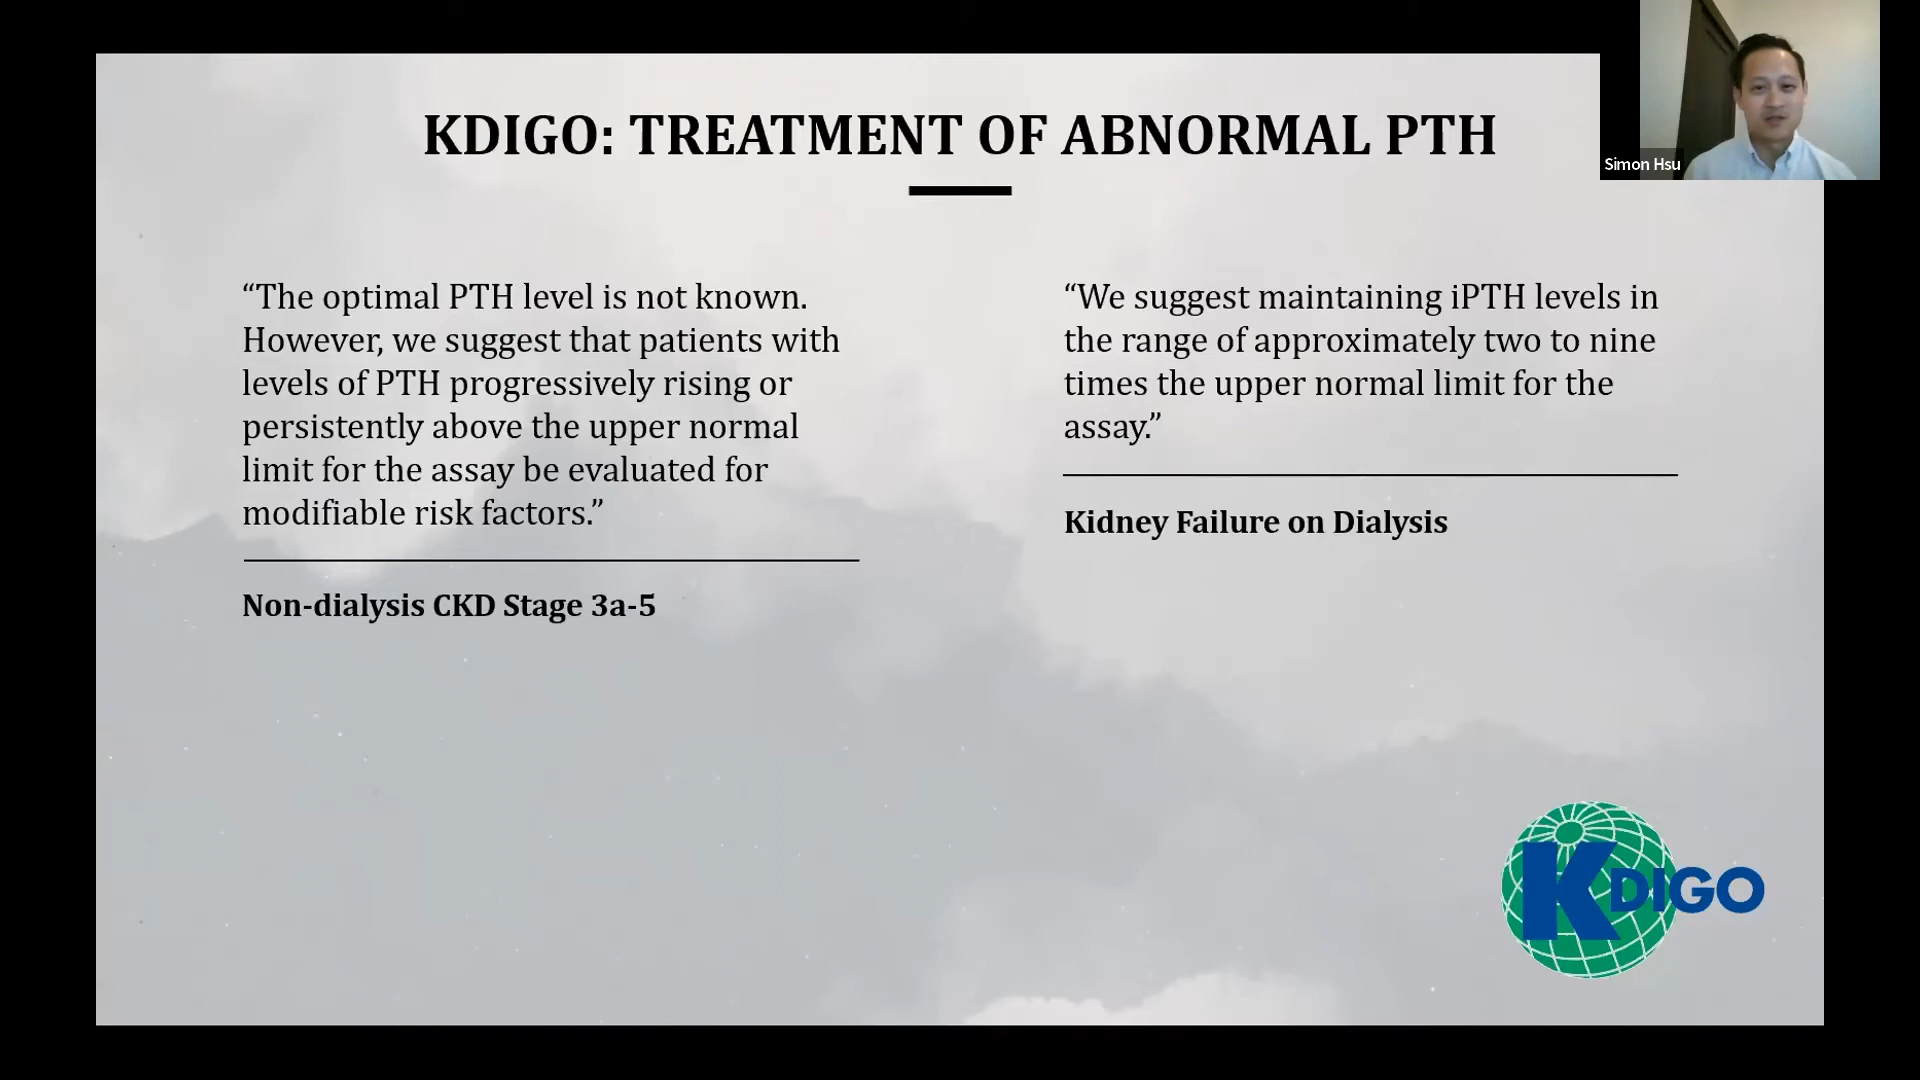 KDIGO: TREATMENT OF ABNORMAL PTH
Simon Hsu
“The optimal PTH level is not known.
However, we suggest that patients with
levels of PTH progressively rising or
persistently above the upper normal
limit for the assay be evaluated for
modifiable risk factors.”
Non-dialysis CKD Stage 3a-5
“We suggest maintaining iPTH levels in
the range of approximately two to nine
times the upper normal limit for the
assay.”
Kidney Failure on Dialysis
KDIGO